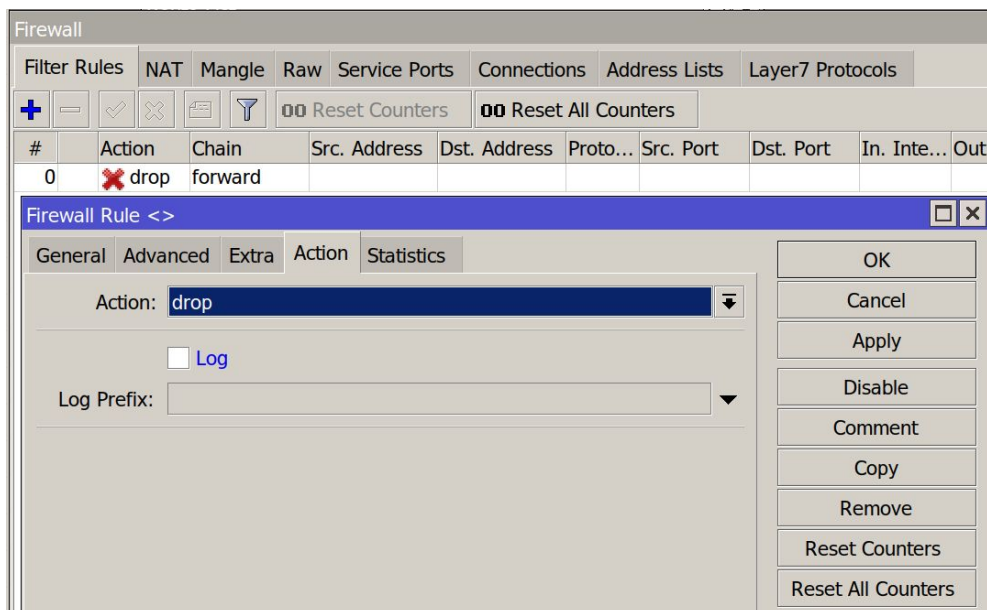 Firewall
Filter Rules NAT Mangle Raw Service Ports Connections Address Lists Layer7 Protocols
00 Reset Counters 00 Reset All Counters
# Action Chain Src. Address Dst. Address Proto... Src. Port Dst. Port In. Inte... Out
0 drop forward
Firewall Rule <>
General Advanced Extra Action Statistics
OK
Action: drop
Cancel
Apply
Log
Disable
Log Prefix:
Comment
Copy
Remove
Reset Counters
Reset All Counters